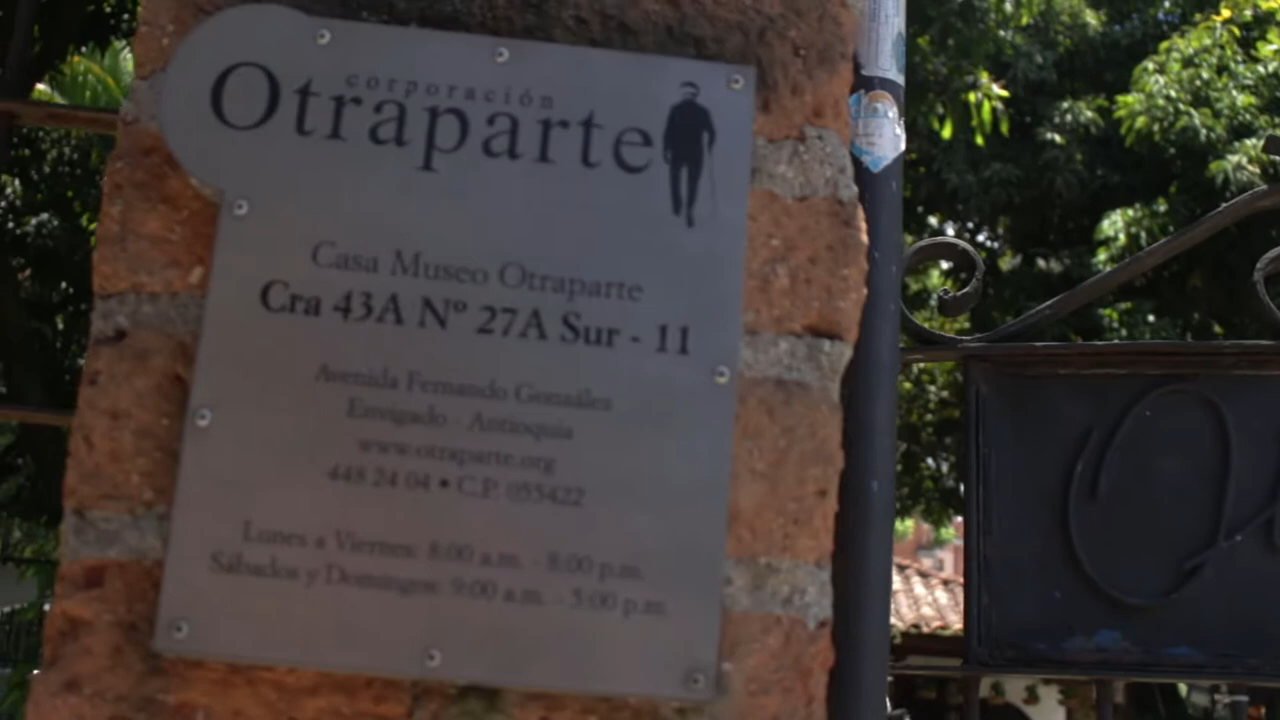 corporación
Otraparte
Casa Museo Otraparte
Cra 43A Nº 27A Sur - 11
Avenida Fernando González
Envigado - Antioquia
www.otraparte.org
448 24 04 • C.P. 055422
Lunes a Viernes: 8:00 a.m. - 8:00 p.m.
Sábados y Domingos: 9:00 a.m. - 5:00 p.m.
O